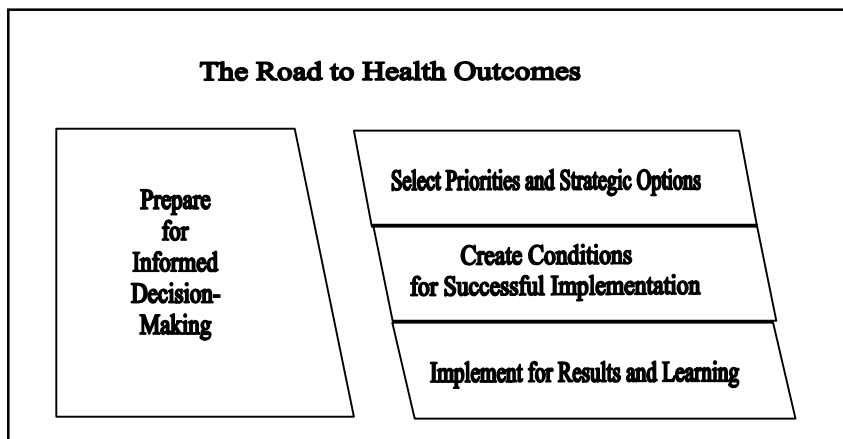 The Road to Health Outcomes
Prepare
for
Informed
Decision-
Making
Select Priorities and Strategic Options
Create Conditions
for Successful Implementation
Implement for Results and Learning